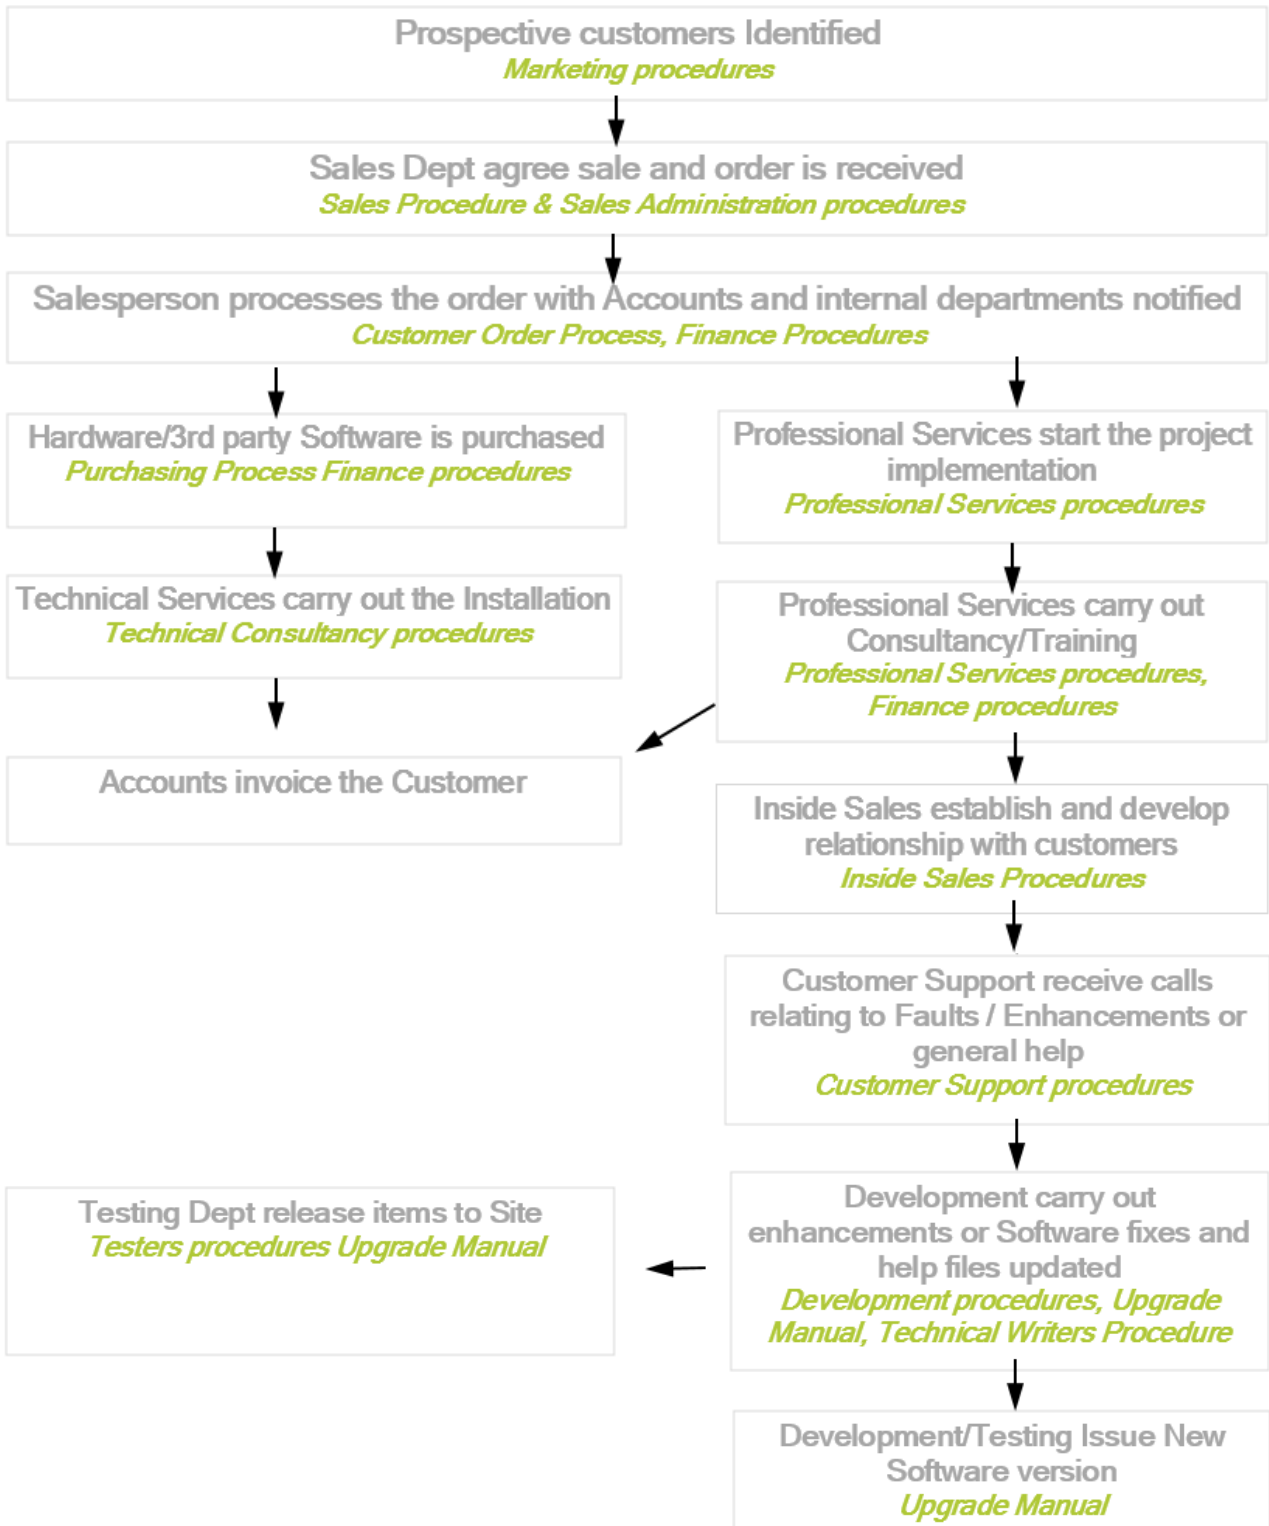 Prospective customers Identified
Marketing procedures
Sales Dept agree sale and order is received
Sales Procedure & Sales Administration procedures
Salesperson processes the order with Accounts and internal departments notified
Customer Order Process, Finance Procedures
Hardware/3rd party Software is purchased
Purchasing Process Finance procedures
Professional Services start the project
implementation
Professional Services procedures
Technical Services carry out the Installation
Technical Consultancy procedures
Professional Services carry out
Consultancy/Training
Professional Services procedures,
Finance procedures
Accounts invoice the Customer
Inside Sales establish and develop
relationship with customers
Inside Sales Procedures
Customer Support receive calls
relating to Faults / Enhancements or
general help
Customer Support procedures
Testing Dept release items to Site
Testers procedures Upgrade Manual
Development carry out
enhancements or Software fixes and
help files updated
Development procedures, Upgrade
Manual, Technical Writers Procedure
Development/Testing Issue New
Software version
Upgrade Manual